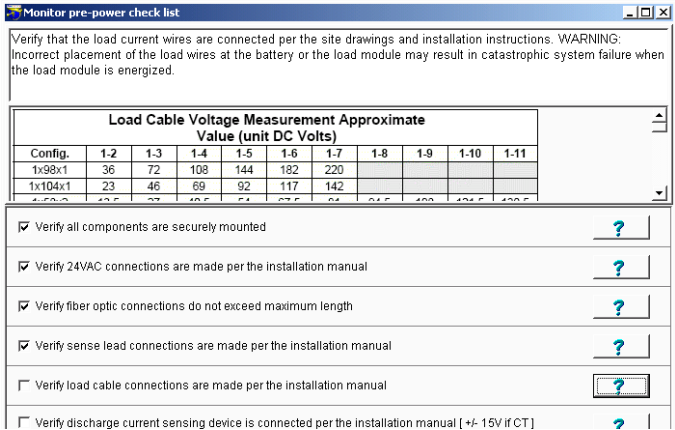 Monitor pre-power check list
Verify that the load current wires are connected per the site drawings and installation instructions. WARNING:
Incorrect placement of the load wires at the battery or the load module may result in catastrophic system failure when
the load module is energized.
Load Cable Voltage Measurement Approximate
Value (unit DC Volts)
Config. 1-2 1-3 1-4 1-5 1-6 1-7 1-8 1-9 1-10 1-11
1x98x1 36 72 108 144 182 220
1x104x1 23 46 69 92 117 142
Verify all components are securely mounted ?
Verify 24VAC connections are made per the installation manual ?
Verify fiber optic connections do not exceed maximum length ?
Verify sense lead connections are made per the installation manual ?
Verify load cable connections are made per the installation manual ?
Verify discharge current sensing device is connected per the installation manual [ +/- 15V if CT ] ?